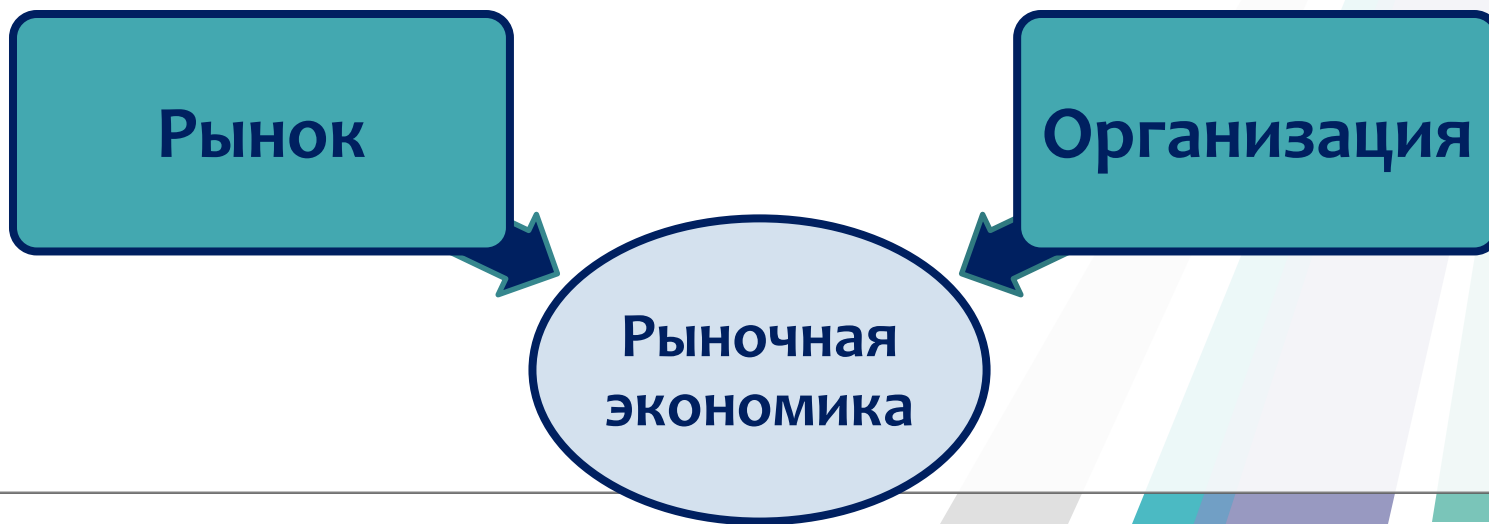 Рынок
Организация
Рыночная
экономика